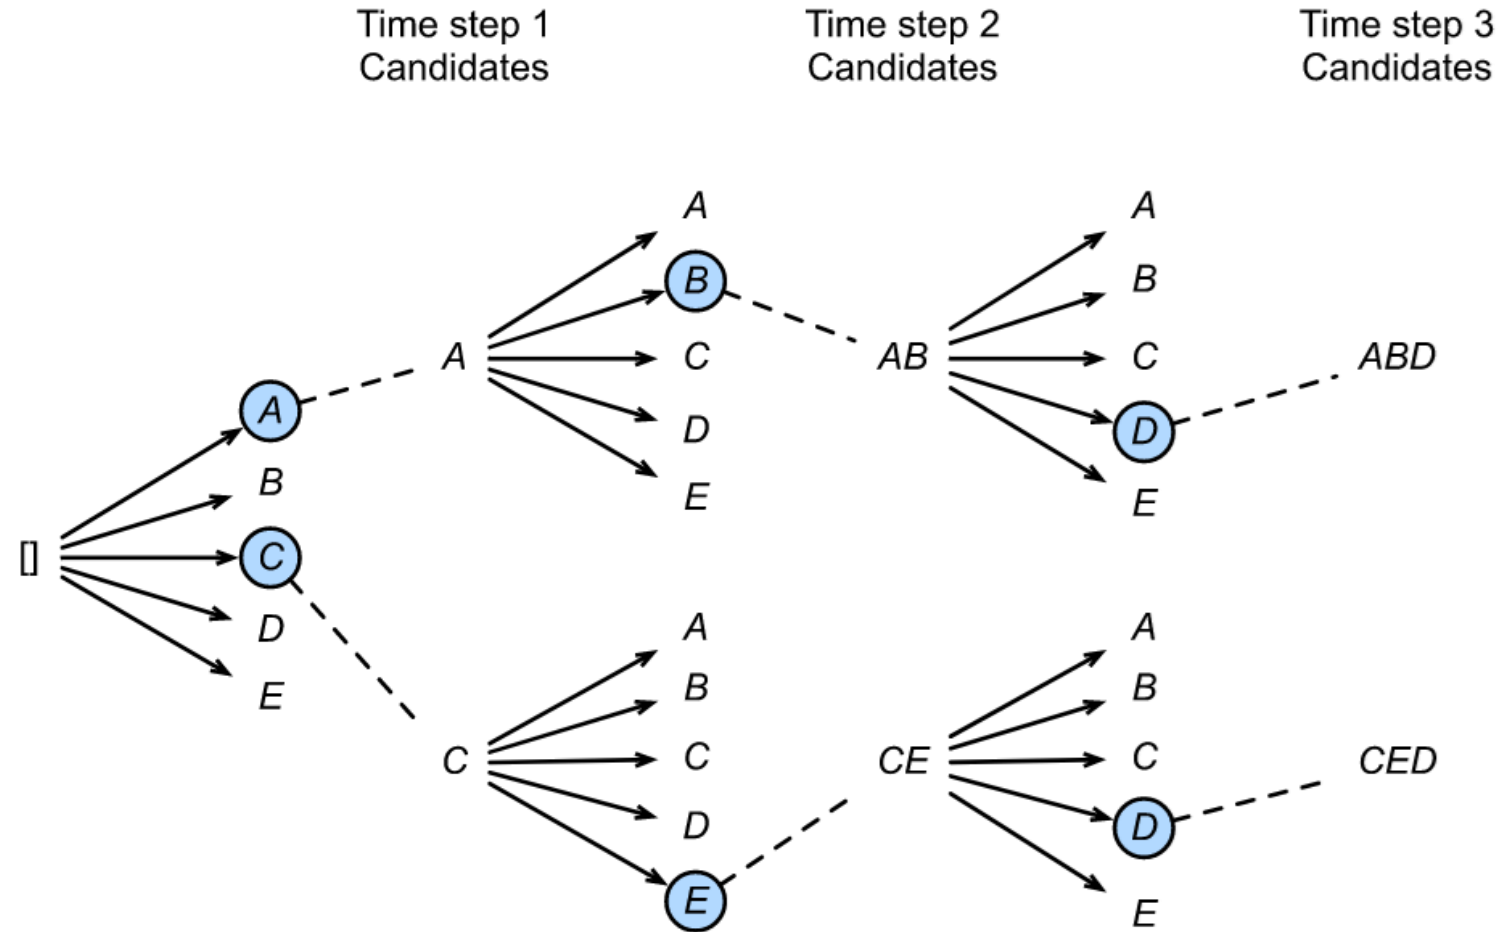 Time step 1
Candidates
Time step 2
Candidates
Time step 3
Candidates
[]
A
B
C
D
E
A
A
B
C
D
E
AB
A
B
C
D
E
ABD
C
A
B
C
D
E
CE
A
B
C
D
E
CED